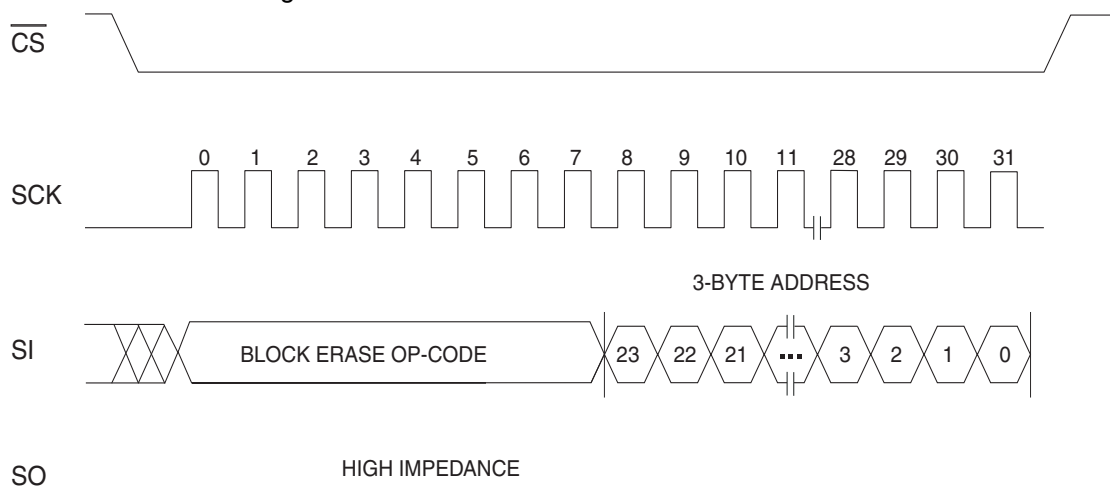 CS
0 1 2 3 4 5 6 7 8 9 10 11 28 29 30 31
SCK
3-BYTE ADDRESS
SI
BLOCK ERASE OP-CODE
23 22 21 ... 3 2 1 0
SO
HIGH IMPEDANCE